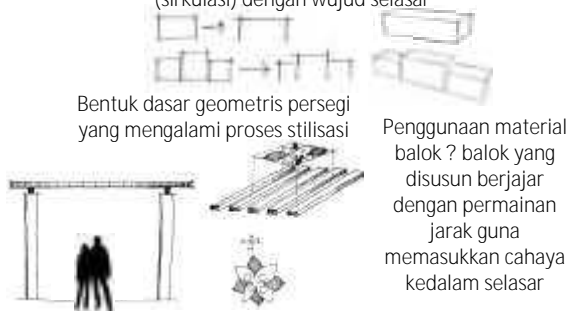 (sirkulasi) dengan wujud selasar
Bentuk dasar geometris persegi
yang mengalami proses stilisasi
Penggunaan material
balok ? balok yang
disusun berjajar
dengan permainan
jarak guna
memasukkan cahaya
kedalam selasar